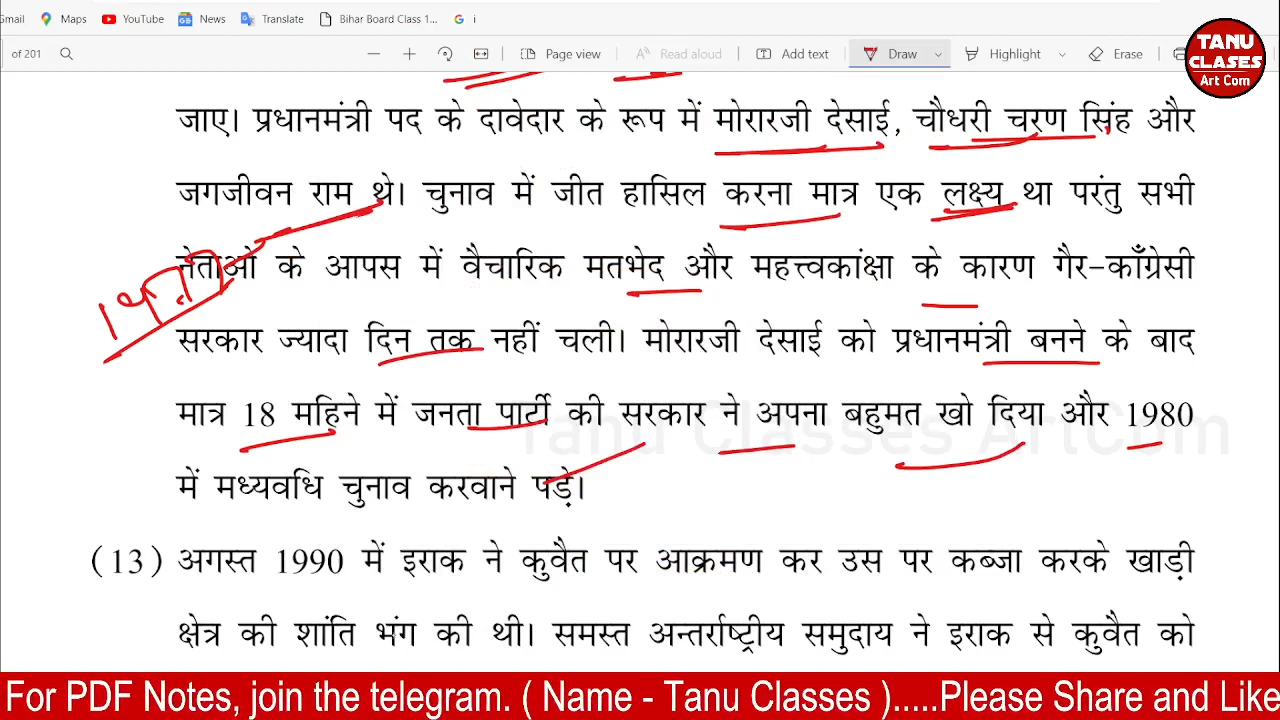 Gmail Maps YouTube News Translate Bihar Board Class 1... i
of 201 Page view Read aloud Add text Draw Highlight Erase
TANU
CLASES
Art Com
जाए। प्रधानमंत्री पद के दावेदार के रूप में मोरारजी देसाई, चौधरी चरण सिंह और
जगजीवन राम थे। चुनाव में जीत हासिल करना मात्र एक लक्ष्य था परंतु सभी
नेताओं के आपस में वैचारिक मतभेद और महत्त्वकांक्षा के कारण गैर-काँग्रेसी
सरकार ज्यादा दिन तक नहीं चली। मोरारजी देसाई को प्रधानमंत्री बनने के बाद
मात्र 18 महिने में जनता पार्टी की सरकार ने अपना बहुमत खो दिया और 1980
Tanu Classes ArtCom
में मध्यवधि चुनाव करवाने पड़े।
(13) अगस्त 1990 में इराक ने कुवैत पर आक्रमण कर उस पर कब्जा करके खाड़ी
क्षेत्र की शांति भंग की थी। समस्त अन्तर्राष्ट्रीय समुदाय ने इराक से कुवैत को
For PDF Notes, join the telegram. ( Name - Tanu Classes ).....Please Share and Like